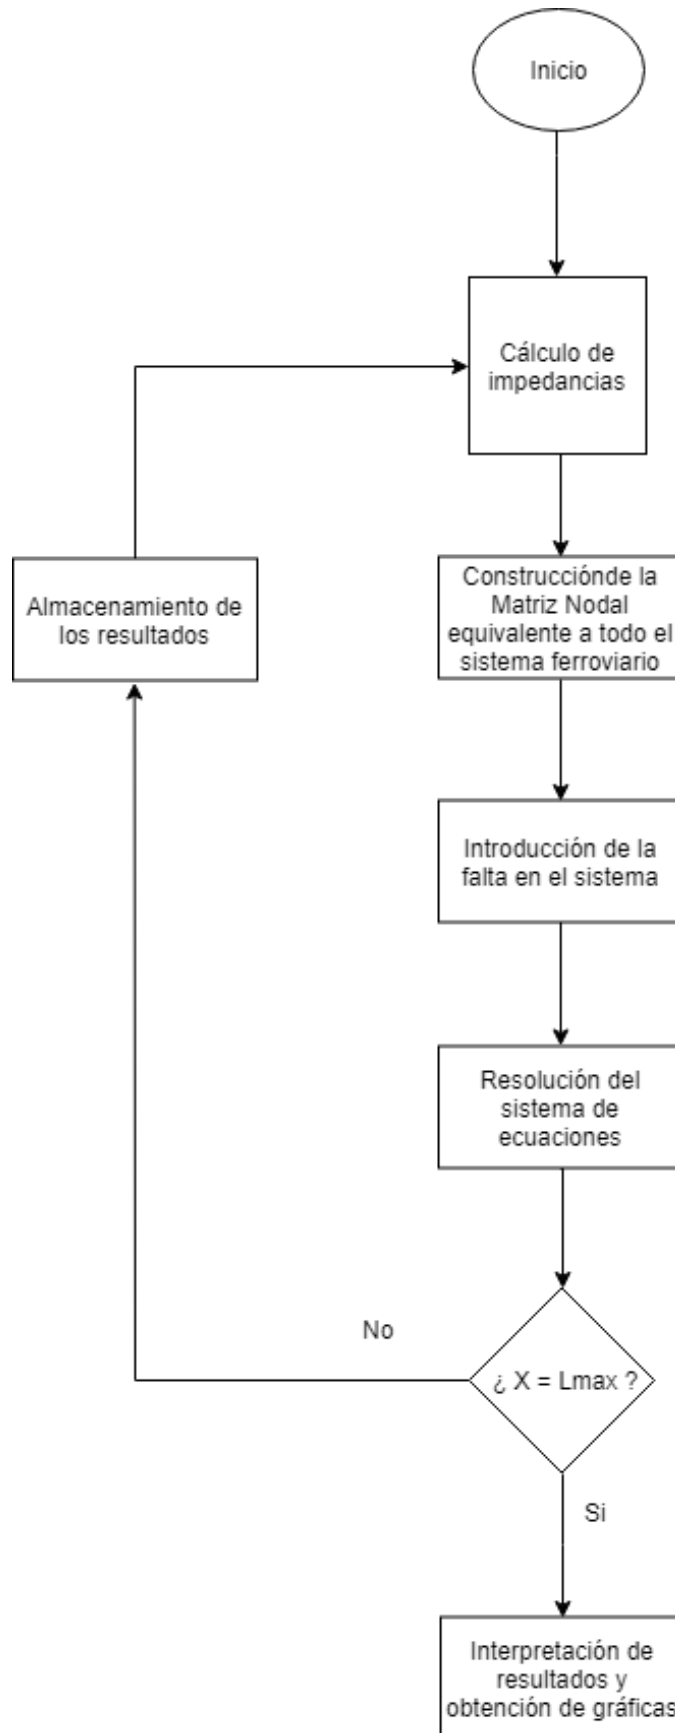 Inicio
Cálculo de
impedancias
Almacenamiento de
los resultados
Construcciónde la
Matriz Nodal
equivalente a todo el
sistema ferroviario
Introducción de la
falta en el sistema
Resolución del
sistema de
ecuaciones
No
¿ X = Lmax ?
Si
Interpretación de
resultados y
obtención de gráficas